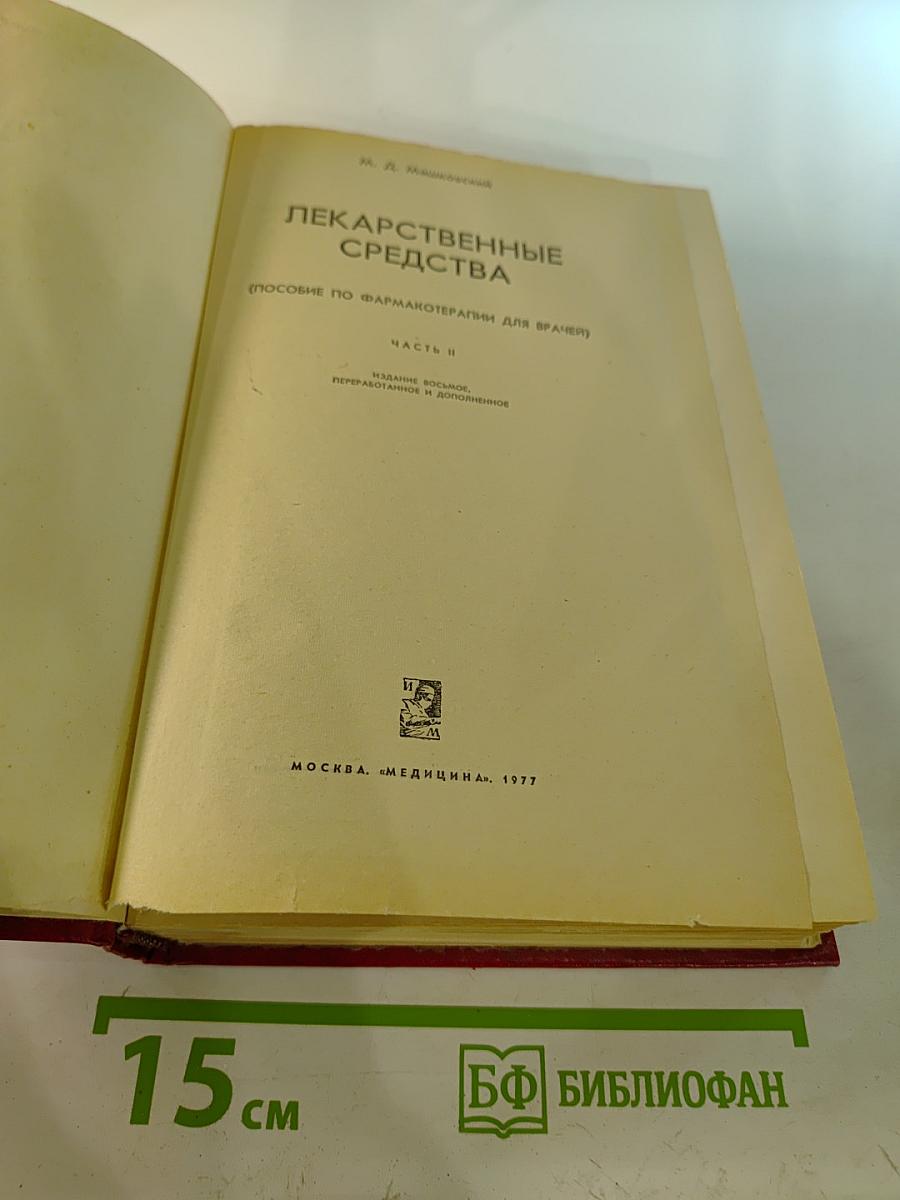 М. Д. Машковский
ЛЕКАРСТВЕННЫЕ
СРЕДСТВА
(ПОСОБИЕ ПО ФАРМАКОТЕРАПИИ ДЛЯ ВРАЧЕЙ)
ЧАСТЬ II
ИЗДАНИЕ ВОСЬМОЕ,
ПЕРЕРАБОТАННОЕ И ДОПОЛНЕННОЕ
И
М
МОСКВА. «МЕДИЦИНА». 1977
15 см
БФ БИБЛИОФАН